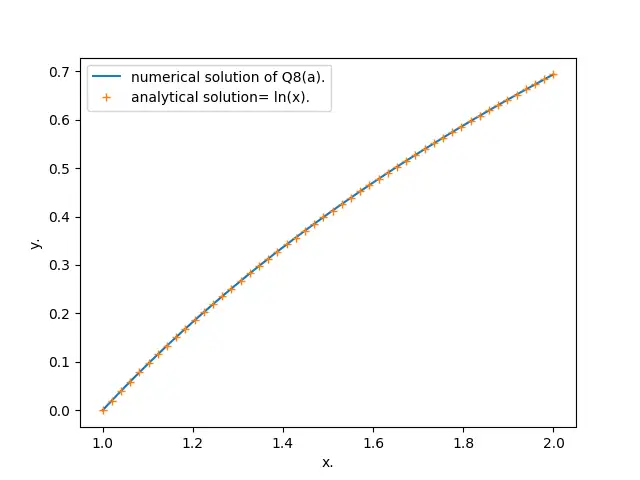 numerical solution of Q8(a).
analytical solution= ln(x).
0.7
0.6
0.5
0.4
0.3
0.2
0.1
0.0
y.
1.0 1.2 1.4 1.6 1.8 2.0
x.